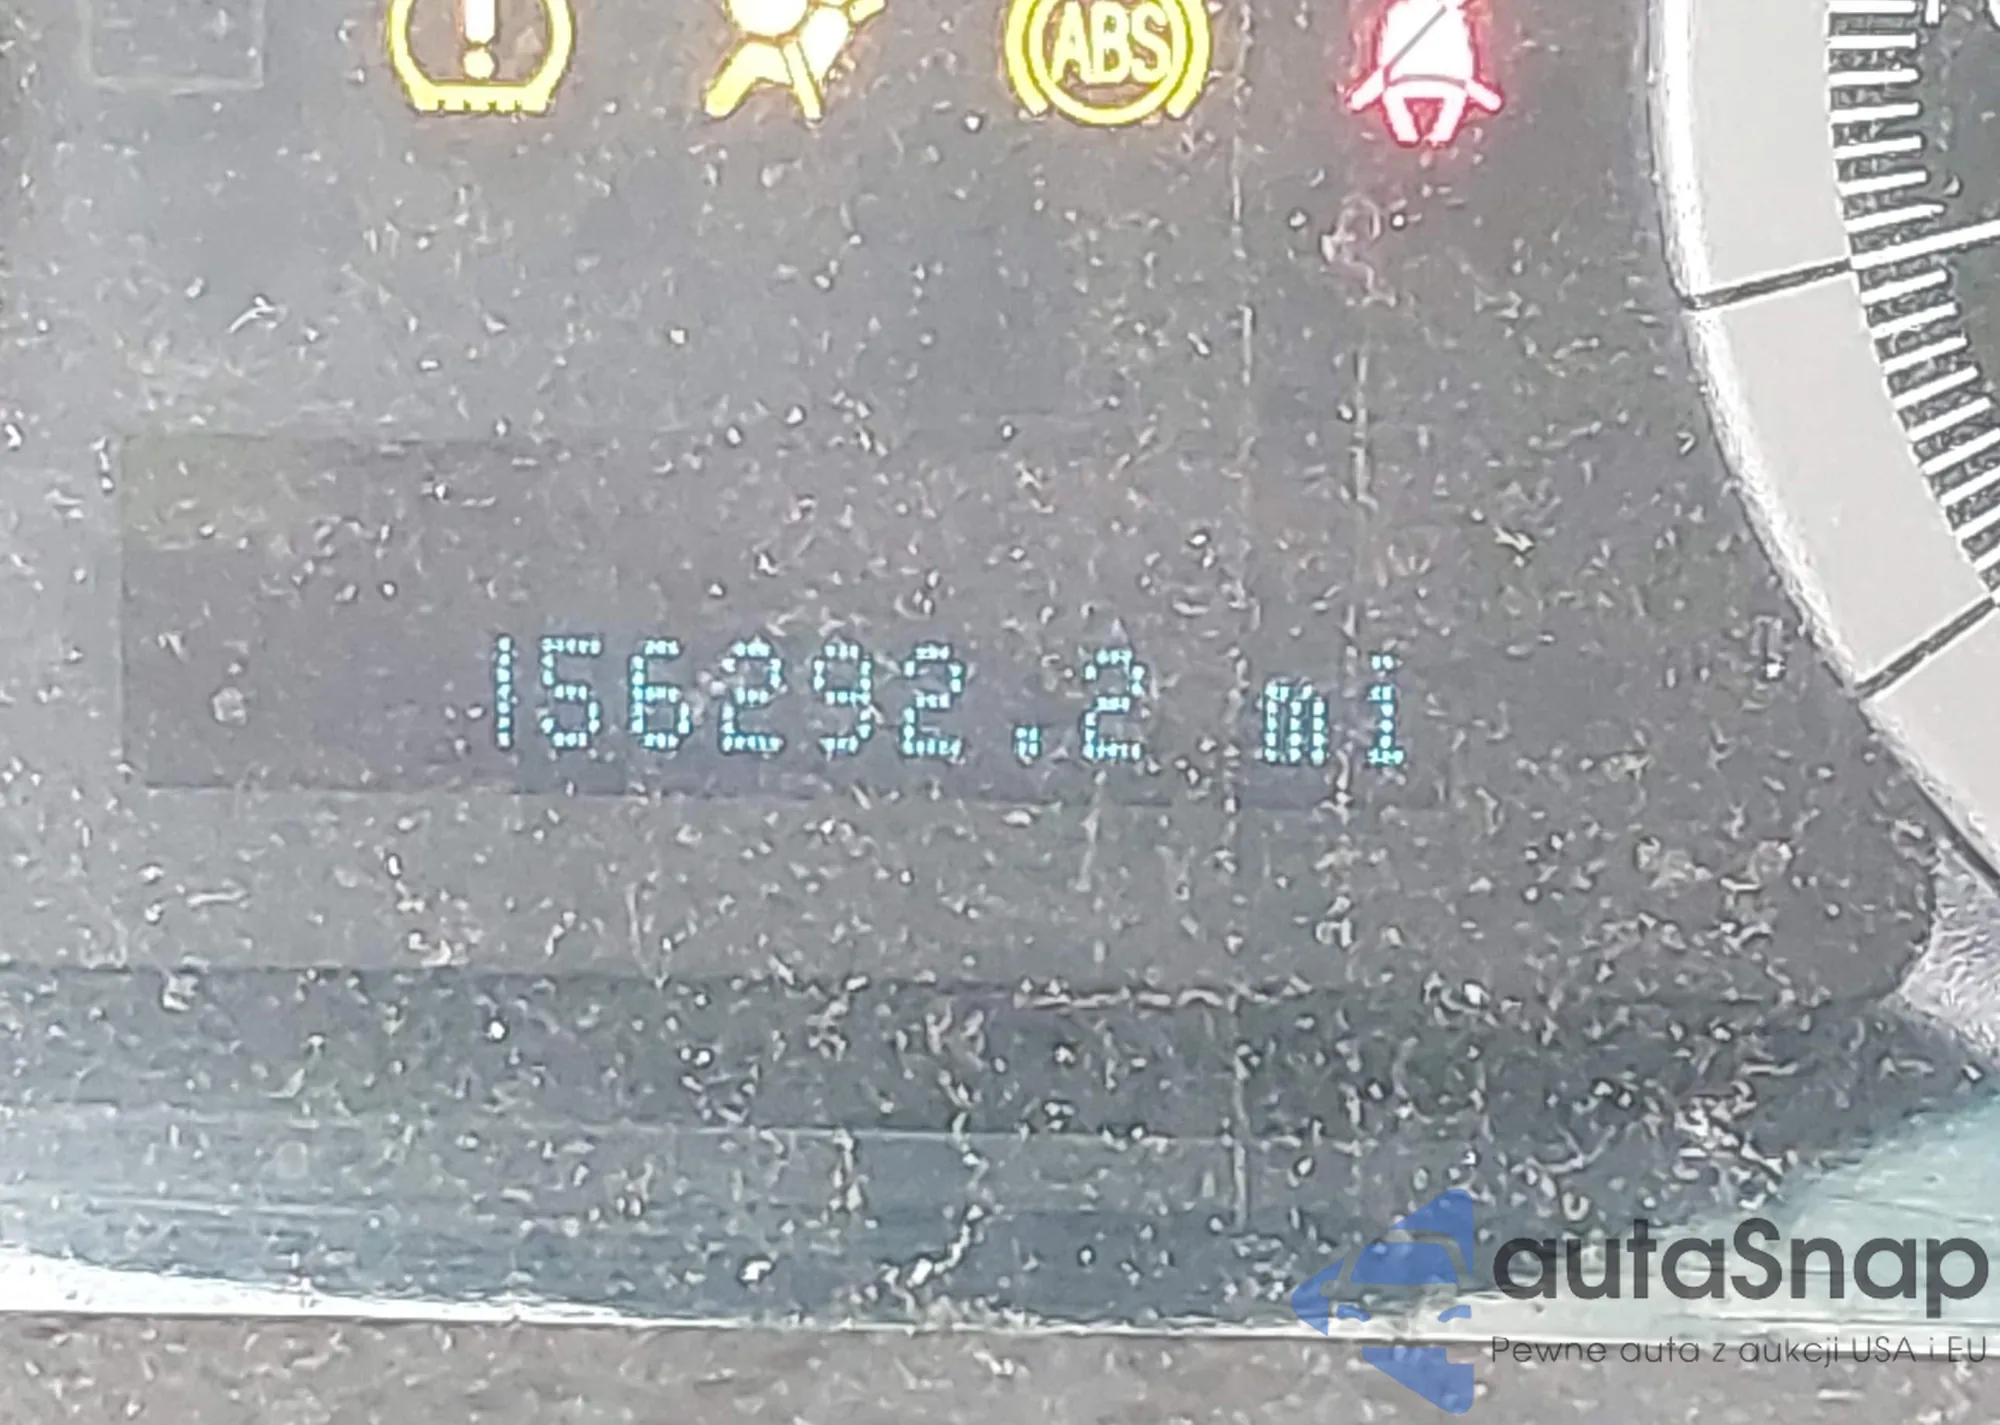 ABS
156292.2 mi
autaSnap
Pewne auta z aukcji USA i EU